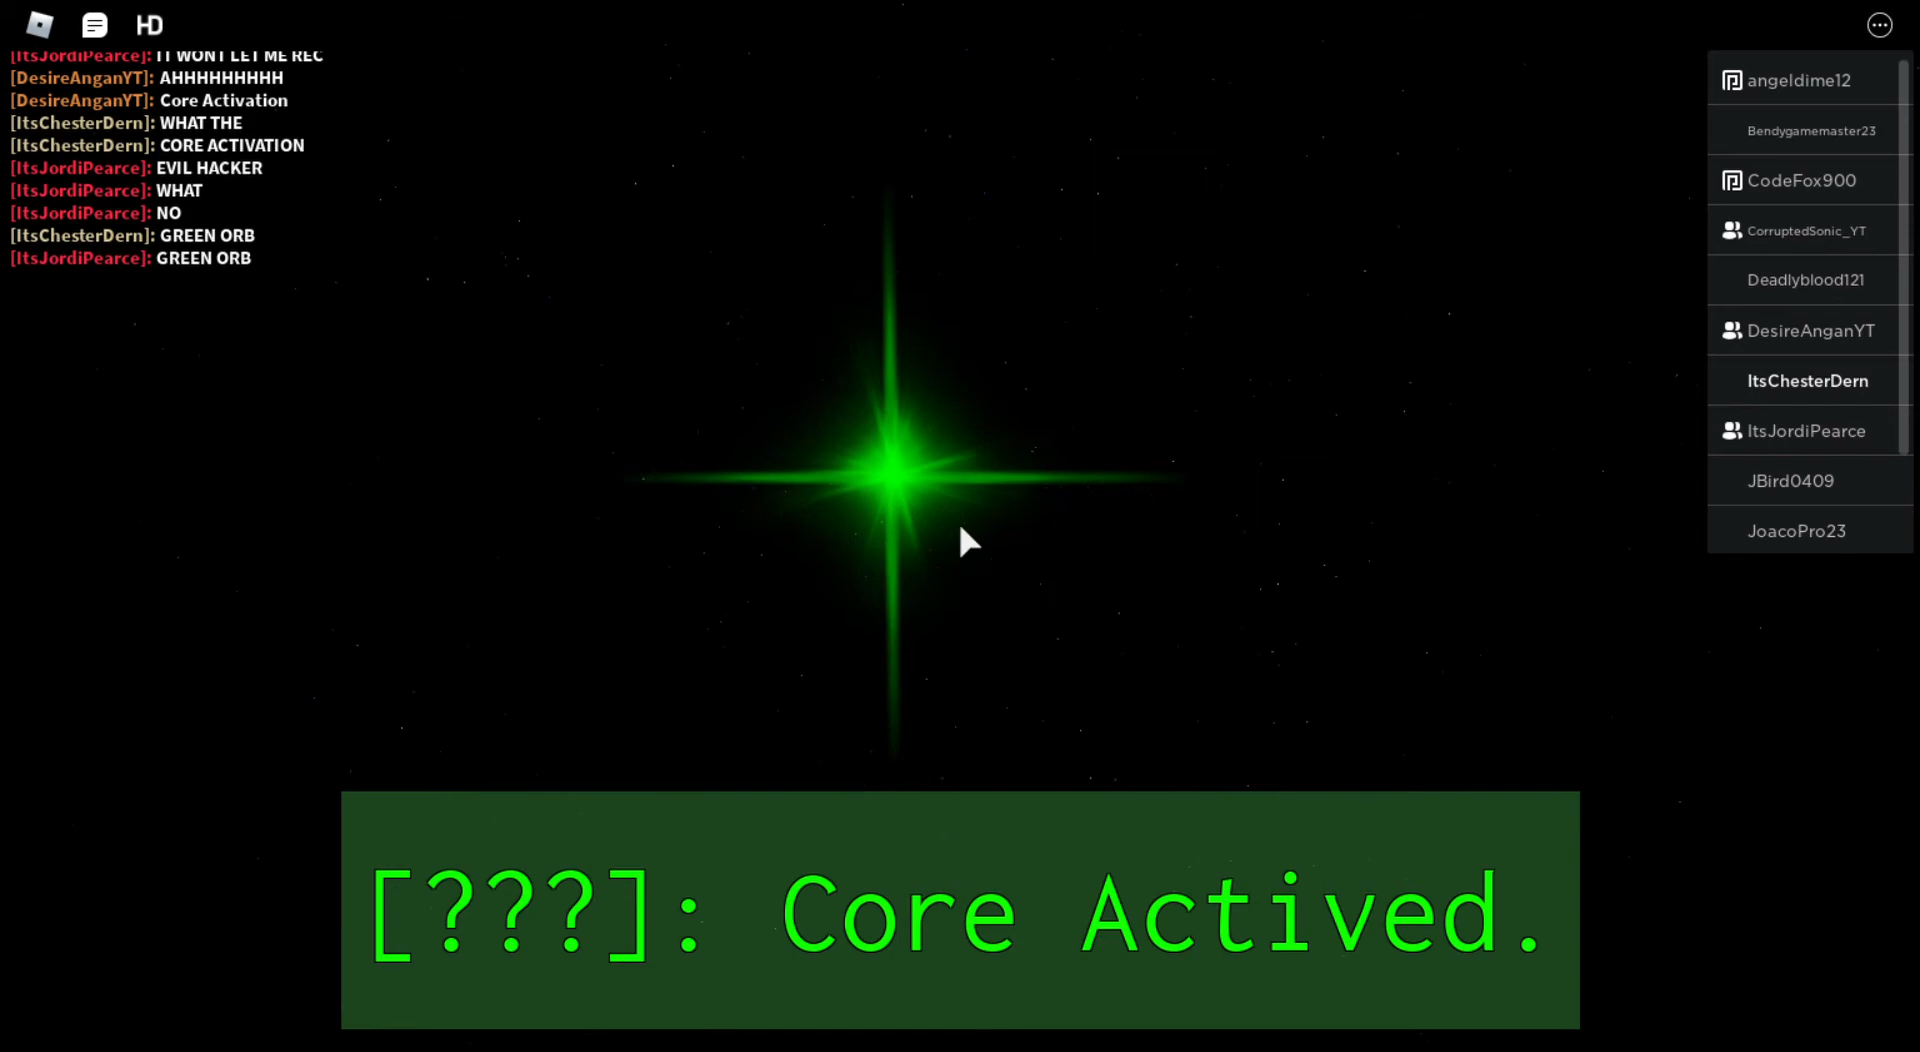 HD
[ItsJordiPearce]: IT WONT LET ME REC
[DesireAnganYT]: AHHHHHHHHH
[DesireAnganYT]: Core Activation
[ItsChesterDern]: WHAT THE
[ItsChesterDern]: CORE ACTIVATION
[ItsJordiPearce]: EVIL HACKER
[ItsJordiPearce]: WHAT
[ItsJordiPearce]: NO
[ItsChesterDern]: GREEN ORB
[ItsJordiPearce]: GREEN ORB
angeldime12
Bendygamemaster23
CodeFox900
CorruptedSonic_YT
Deadlyblood121
DesireAnganYT
ItsChesterDern
ItsJordiPearce
JBird0409
JoacoPro23
[???]: Core Actived.